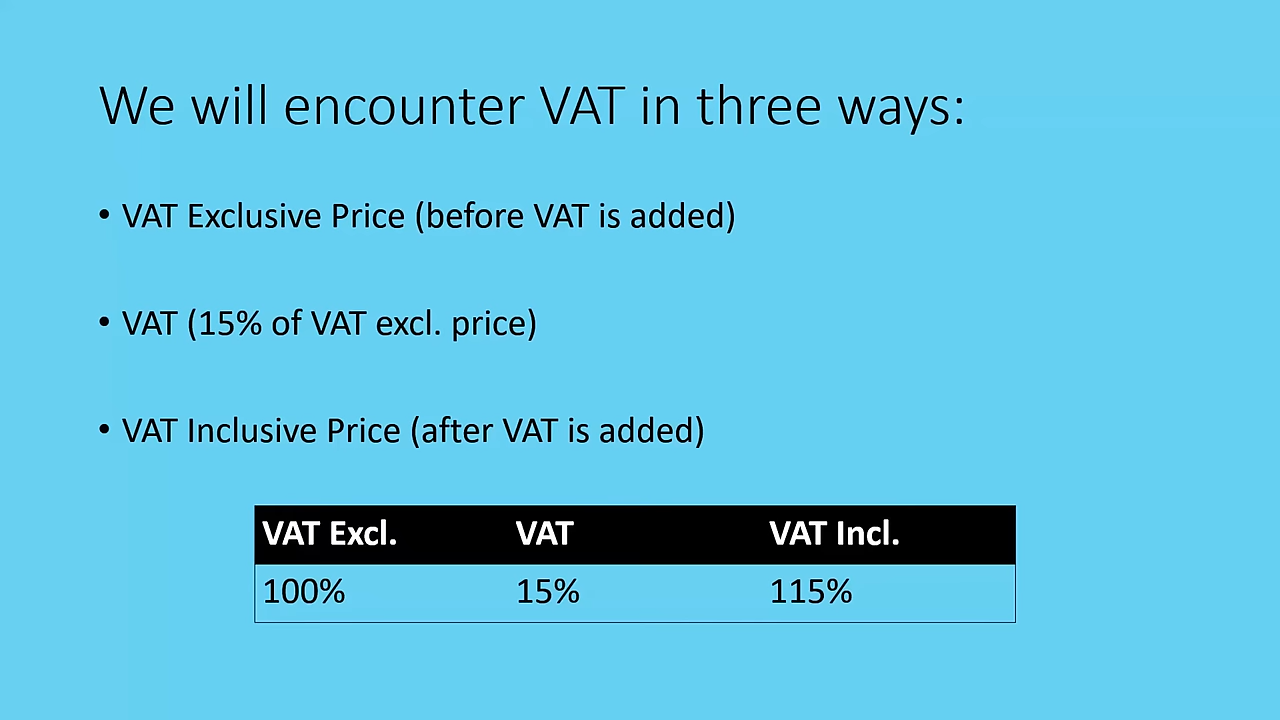 We will encounter VAT in three ways:
• VAT Exclusive Price (before VAT is added)
• VAT (15% of VAT excl. price)
• VAT Inclusive Price (after VAT is added)
VAT Excl. VAT VAT Incl.
100% 15% 115%